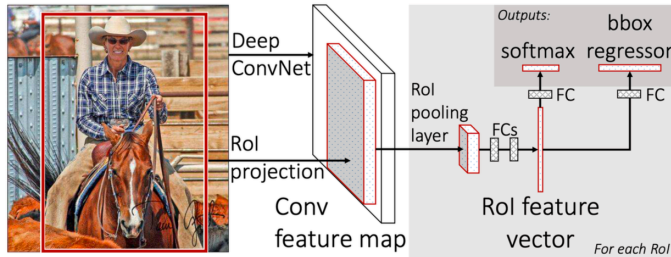 Deep
ConvNet
RoI
projection
Conv
feature map
RoI
pooling
layer
FCs
Outputs:
softmax
FC
bbox
regressor
FC
RoI feature
vector
For each RoI